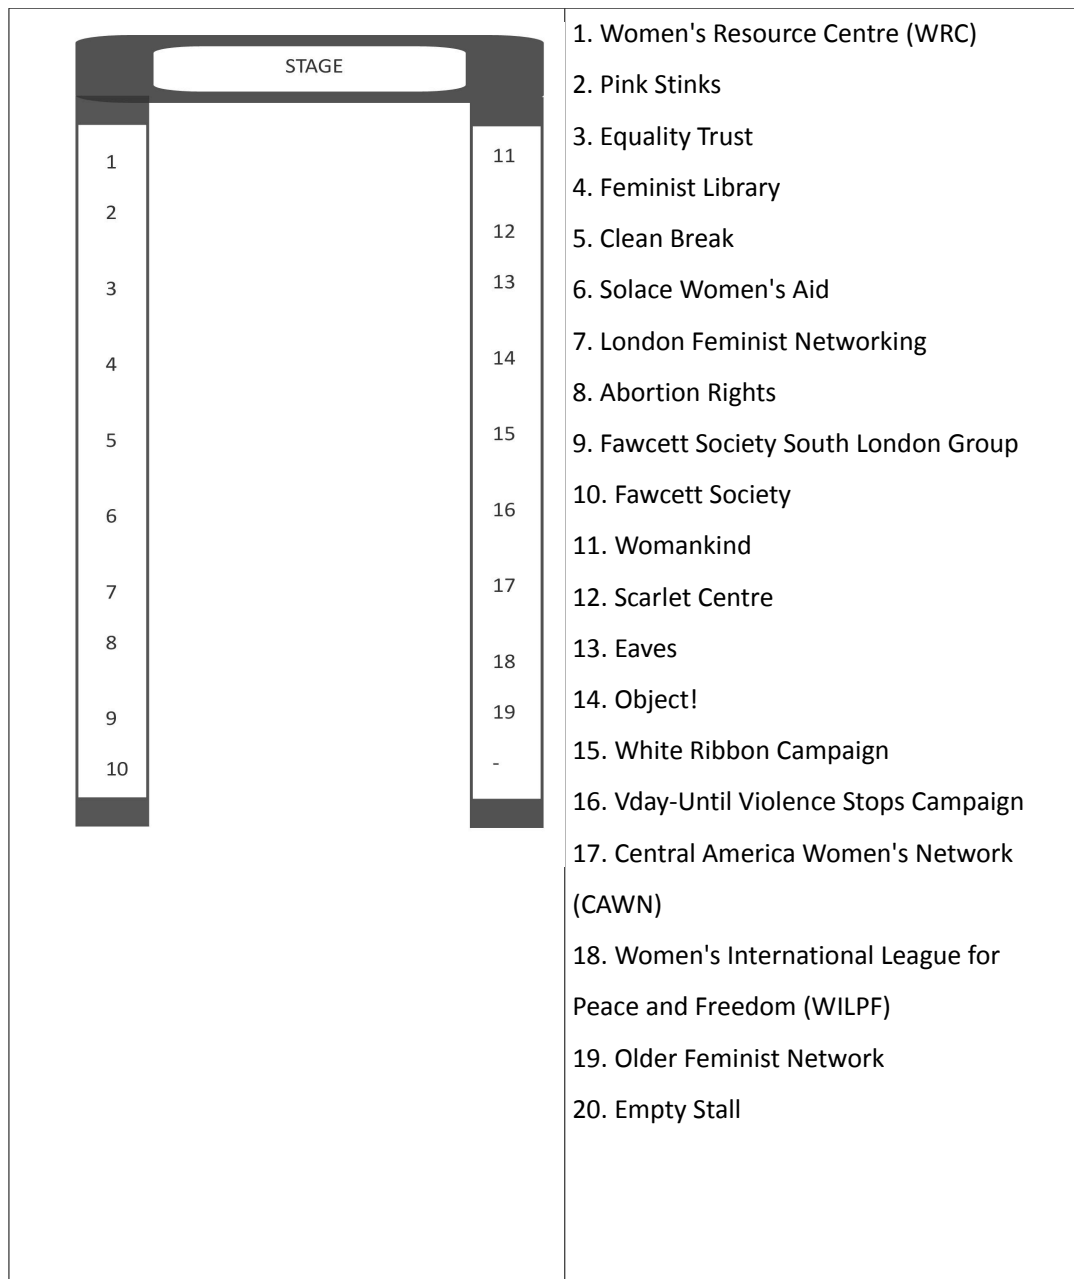 STAGE
1
2
3
4
5
6
7
8
9
10
11
12
13
14
15
16
17
18
19
-
1. Women's Resource Centre (WRC)
2. Pink Stinks
3. Equality Trust
4. Feminist Library
5. Clean Break
6. Solace Women's Aid
7. London Feminist Networking
8. Abortion Rights
9. Fawcett Society South London Group
10. Fawcett Society
11. Womankind
12. Scarlet Centre
13. Eaves
14. Object!
15. White Ribbon Campaign
16. Vday-Until Violence Stops Campaign
17. Central America Women's Network
(CAWN)
18. Women's International League for
Peace and Freedom (WILPF)
19. Older Feminist Network
20. Empty Stall